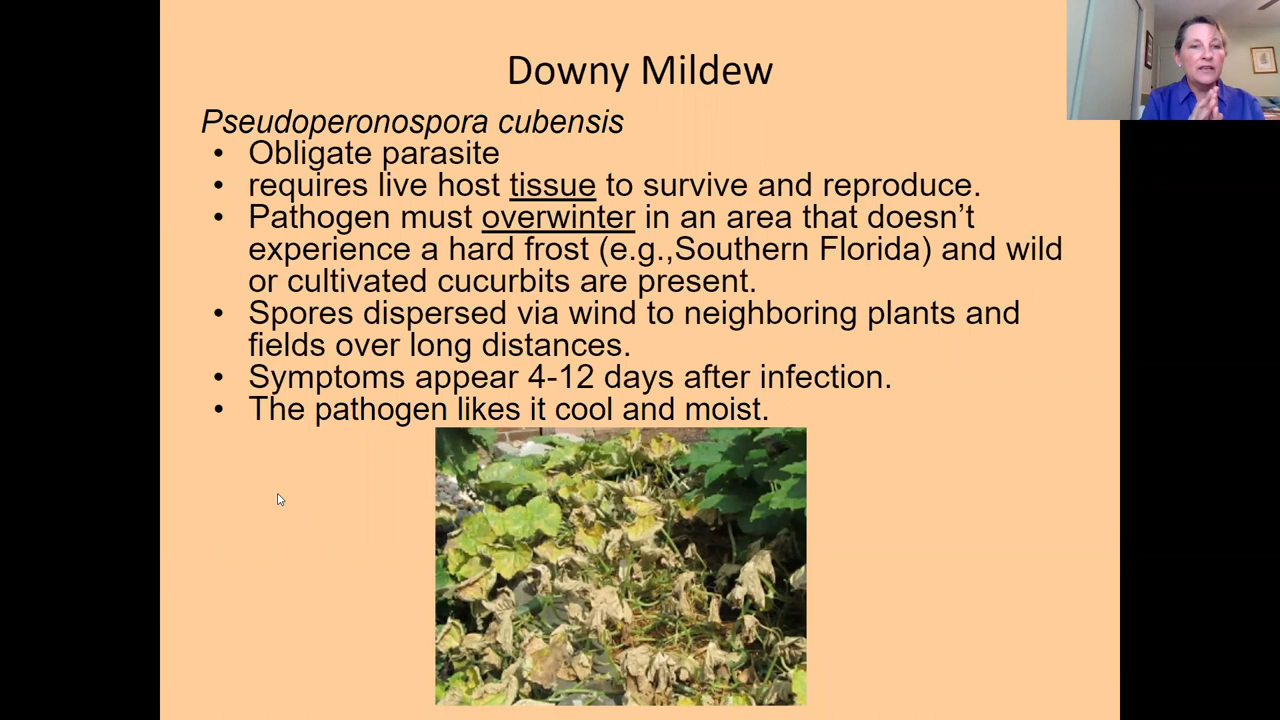 Downy Mildew
Pseudoperonospora cubensis
• Obligate parasite
• requires live host tissue to survive and reproduce.
• Pathogen must overwinter in an area that doesn’t
experience a hard frost (e.g.,Southern Florida) and wild
or cultivated cucurbits are present.
• Spores dispersed via wind to neighboring plants and
fields over long distances.
• Symptoms appear 4-12 days after infection.
• The pathogen likes it cool and moist.